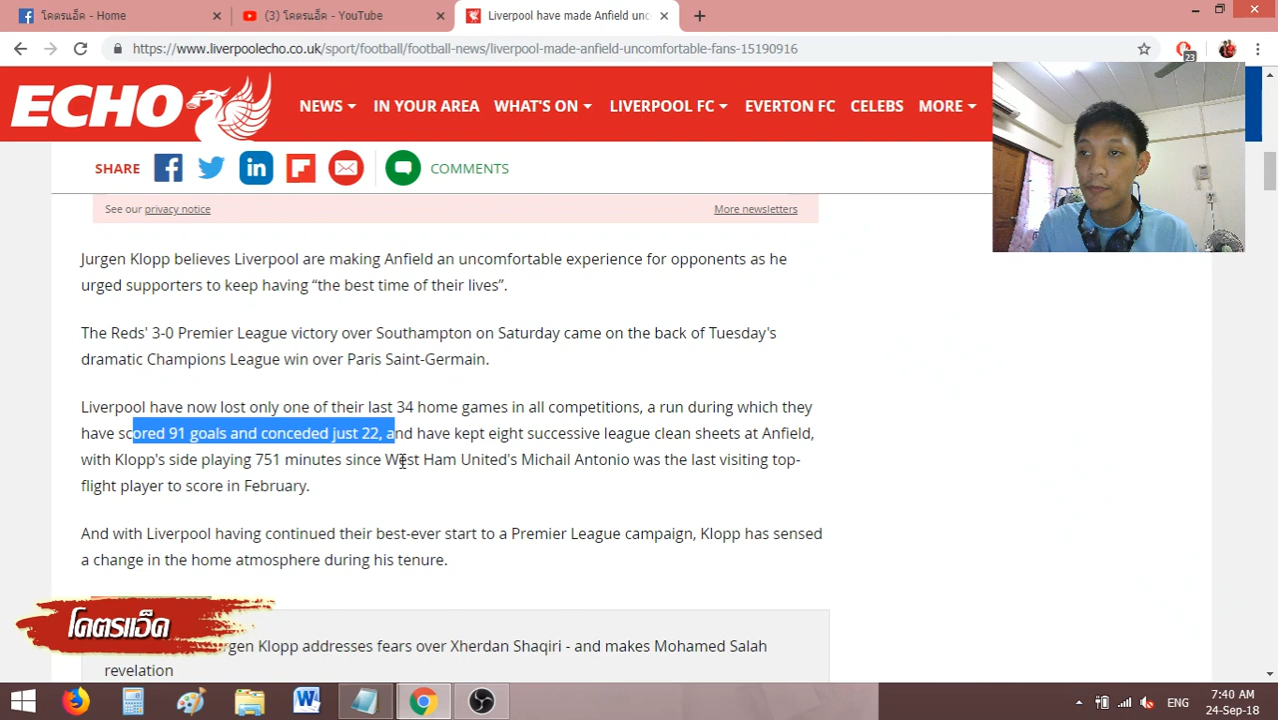 โคตรแอ็ด - Home
(3) โคตรแอ็ด - YouTube
Liverpool have made Anfield unc
https://www.liverpoolecho.co.uk/sport/football/football-news/liverpool-made-anfield-uncomfortable-fans-15190916
23
ECHO
NEWS
IN YOUR AREA
WHAT'S ON
LIVERPOOL FC
EVERTON FC
CELEBS
MORE
SHARE
COMMENTS
See our privacy notice
More newsletters
Jurgen Klopp believes Liverpool are making Anfield an uncomfortable experience for opponents as he
urged supporters to keep having “the best time of their lives”.
The Reds' 3-0 Premier League victory over Southampton on Saturday came on the back of Tuesday's
dramatic Champions League win over Paris Saint-Germain.
Liverpool have now lost only one of their last 34 home games in all competitions, a run during which they
have scored 91 goals and conceded just 22, and have kept eight successive league clean sheets at Anfield,
with Klopp's side playing 751 minutes since West Ham United's Michail Antonio was the last visiting top-
flight player to score in February.
And with Liverpool having continued their best-ever start to a Premier League campaign, Klopp has sensed
a change in the home atmosphere during his tenure.
โคตรแอ็ด
rgen Klopp addresses fears over Xherdan Shaqiri - and makes Mohamed Salah
revelation
ENG
7:40 AM
24-Sep-18